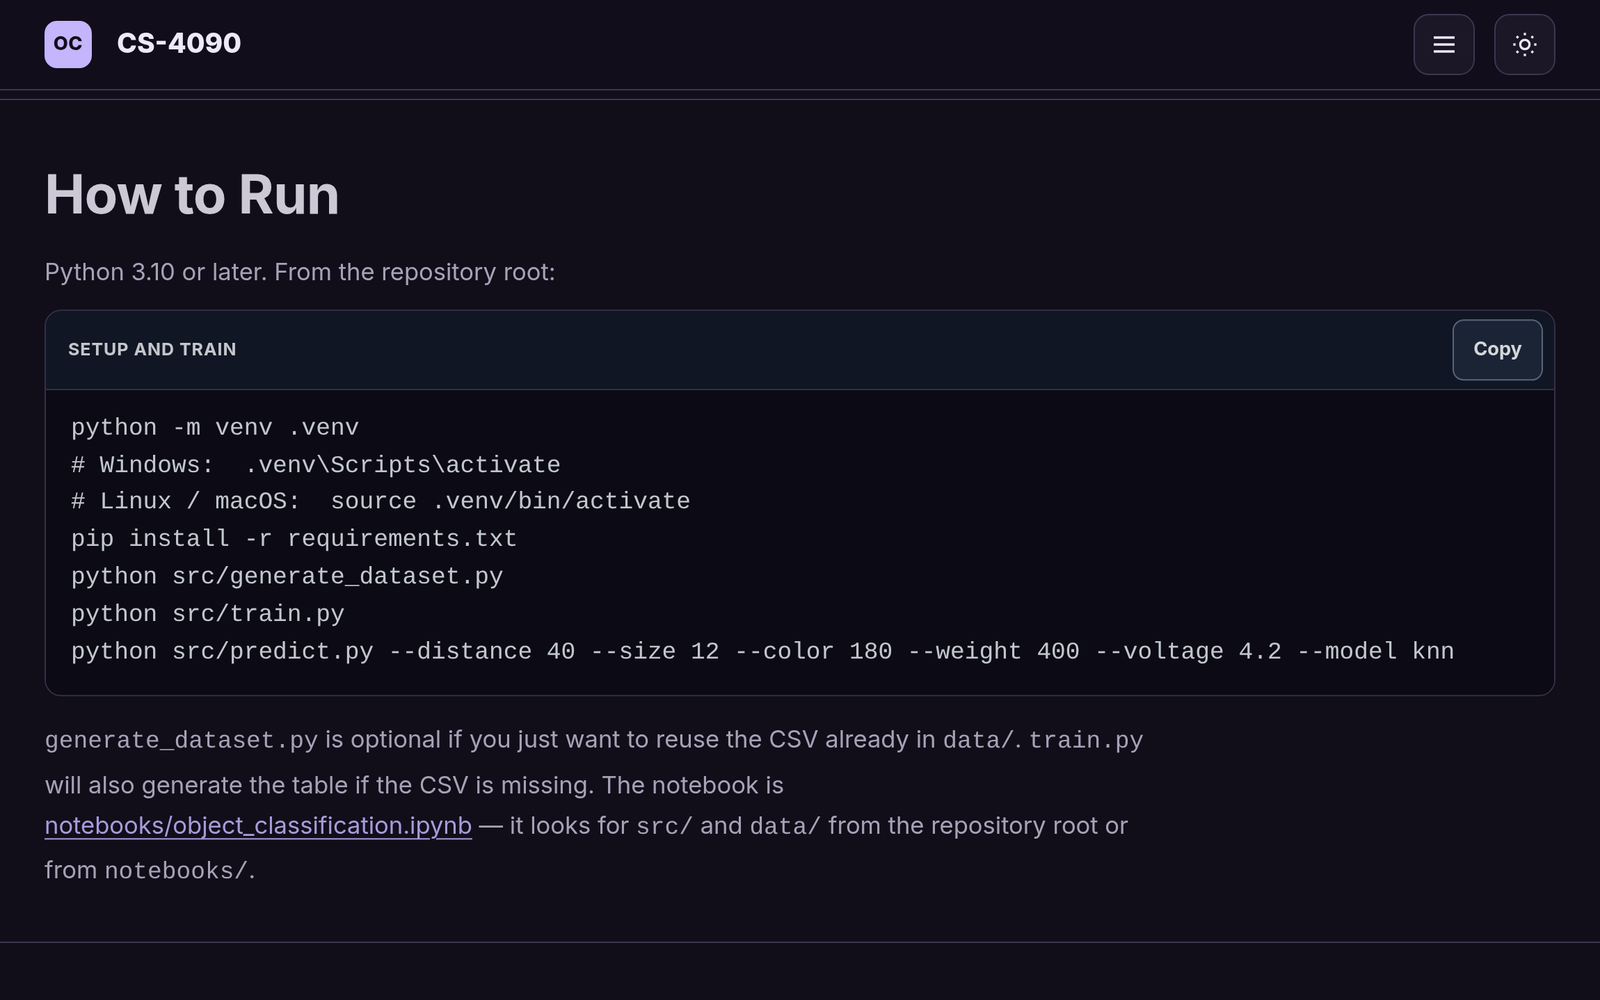 OC CS-4090
How to Run
Python 3.10 or later. From the repository root:
SETUP AND TRAIN
Copy
python -m venv .venv
# Windows:  .venv\Scripts\activate
# Linux / macOS:  source .venv/bin/activate
pip install -r requirements.txt
python src/generate_dataset.py
python src/train.py
python src/predict.py --distance 40 --size 12 --color 180 --weight 400 --voltage 4.2 --model knn
generate_dataset.py is optional if you just want to reuse the CSV already in data/. train.py
will also generate the table if the CSV is missing. The notebook is
notebooks/object_classification.ipynb — it looks for src/ and data/ from the repository root or
from notebooks/.